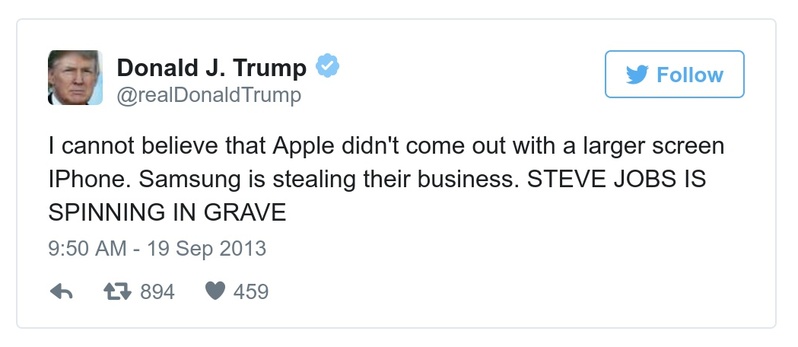 Donald J. Trump
@realDonaldTrump
Follow
I cannot believe that Apple didn't come out with a larger screen
IPhone. Samsung is stealing their business. STEVE JOBS IS
SPINNING IN GRAVE
9:50 AM - 19 Sep 2013
894 459